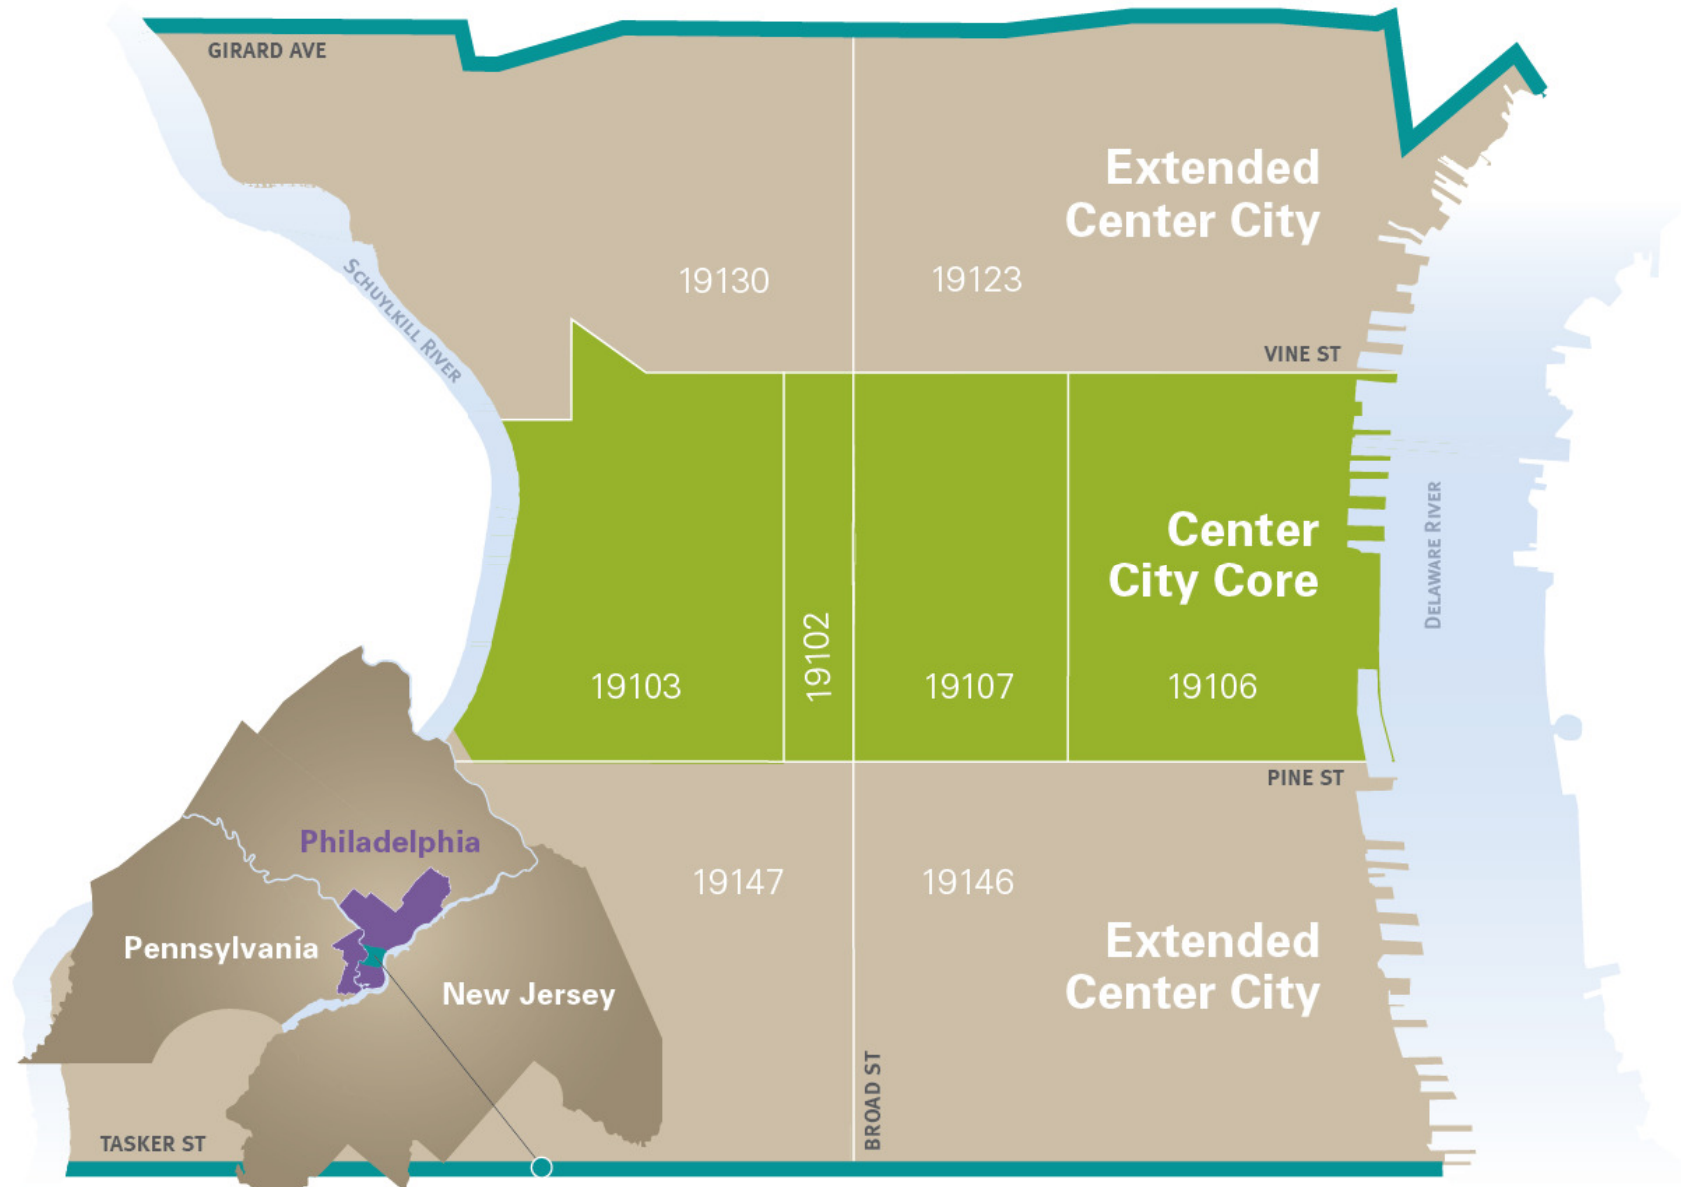 GIRARD AVE
Extended
Center City
19130
19123
SCHUYLKILL RIVER
VINE ST
Center
City Core
DELAWARE RIVER
19103
19102
19107
19106
PINE ST
Philadelphia
19147
19146
Pennsylvania
New Jersey
Extended
Center City
BROAD ST
TASKER ST